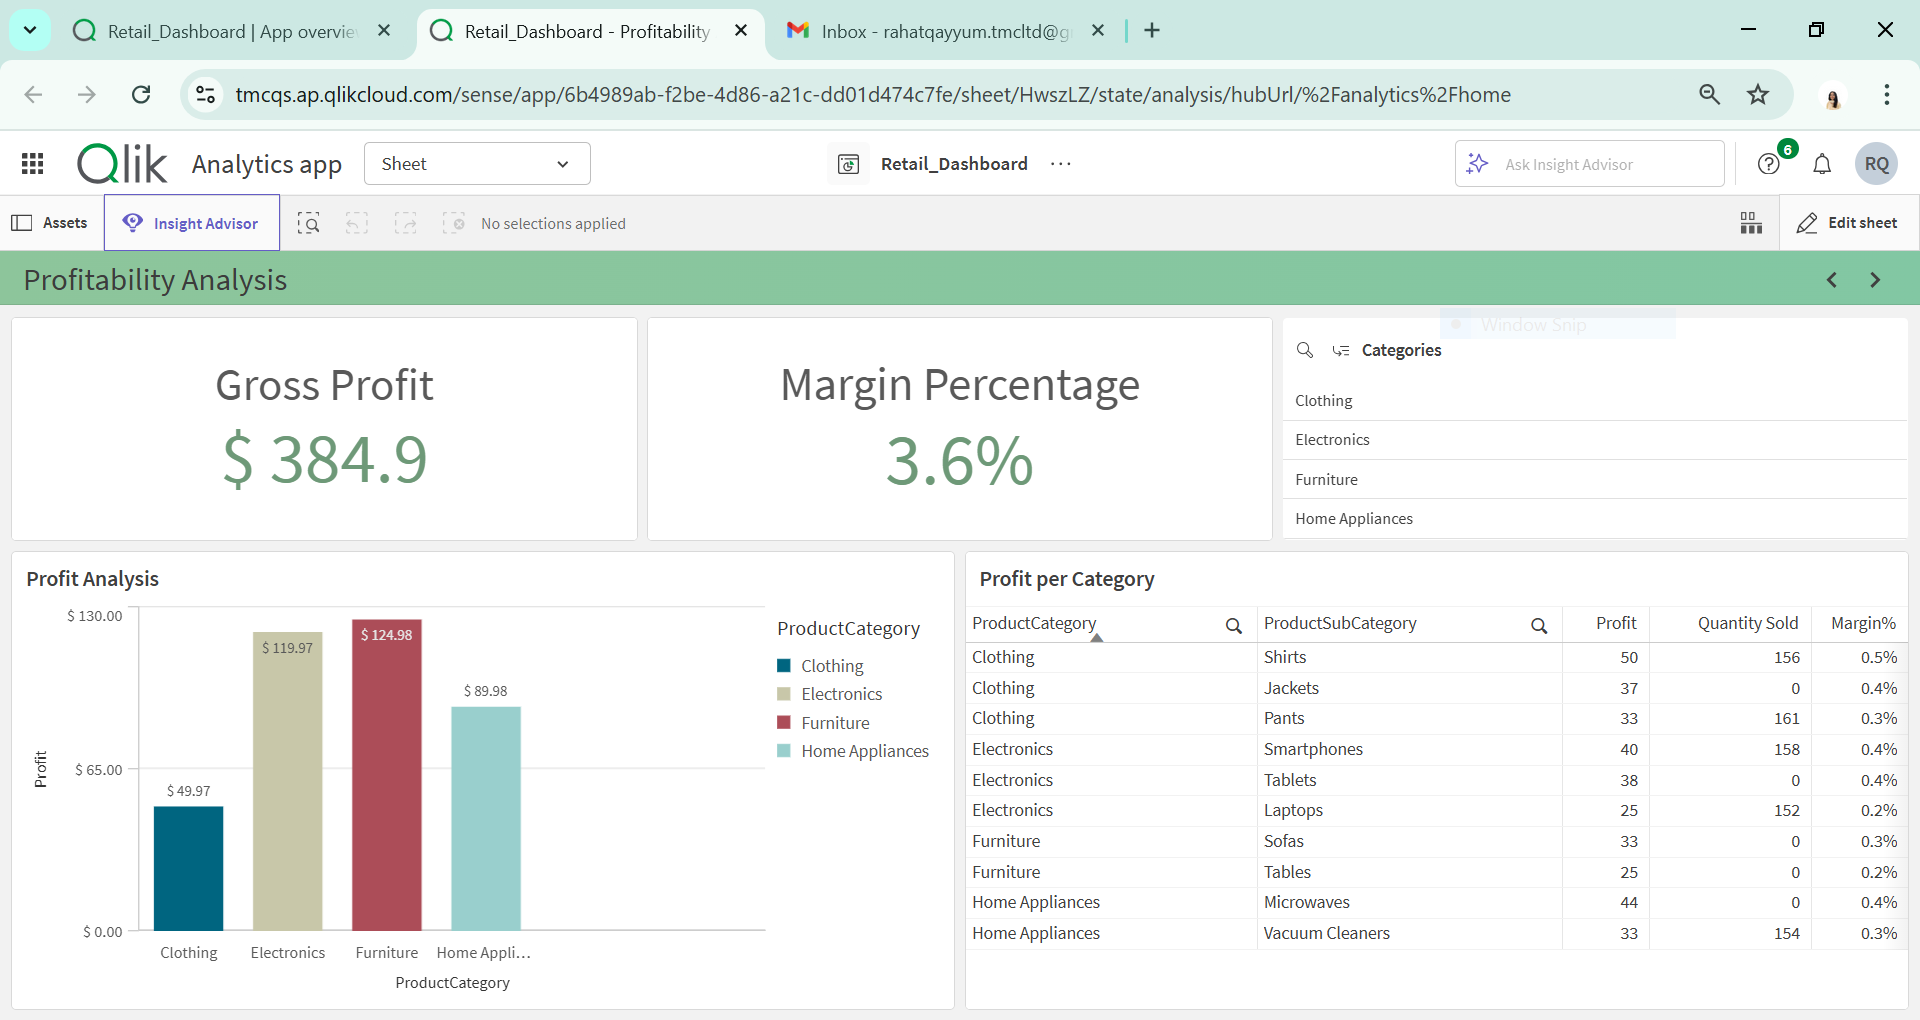 Retail_Dashboard | App overvie
Retail_Dashboard - Profitability
Inbox - rahatqayyum.tmcltd@g
tmcqs.ap.qlikcloud.com/sense/app/6b4989ab-f2be-4d86-a21c-dd01d474c7fe/sheet/HwszLZ/state/analysis/hubUrl/%2Fanalytics%2Fhome
Qlik Analytics app Sheet Retail_Dashboard ... Ask Insight Advisor 6 RQ
Assets Insight Advisor No selections applied Edit sheet
Profitability Analysis
Window Snip
Gross Profit
$ 384.9
Margin Percentage
3.6%
Categories
Clothing
Electronics
Furniture
Home Appliances
Profit Analysis
$ 130.00
$ 65.00
$ 0.00
Profit
$ 49.97
$ 119.97
$ 124.98
$ 89.98
Clothing Electronics Furniture Home Appli...
ProductCategory
ProductCategory
Clothing
Electronics
Furniture
Home Appliances
Profit per Category
ProductCategory ProductSubCategory Profit Quantity Sold Margin%
Clothing Shirts 50 156 0.5%
Clothing Jackets 37 0 0.4%
Clothing Pants 33 161 0.3%
Electronics Smartphones 40 158 0.4%
Electronics Tablets 38 0 0.4%
Electronics Laptops 25 152 0.2%
Furniture Sofas 33 0 0.3%
Furniture Tables 25 0 0.2%
Home Appliances Microwaves 44 0 0.4%
Home Appliances Vacuum Cleaners 33 154 0.3%